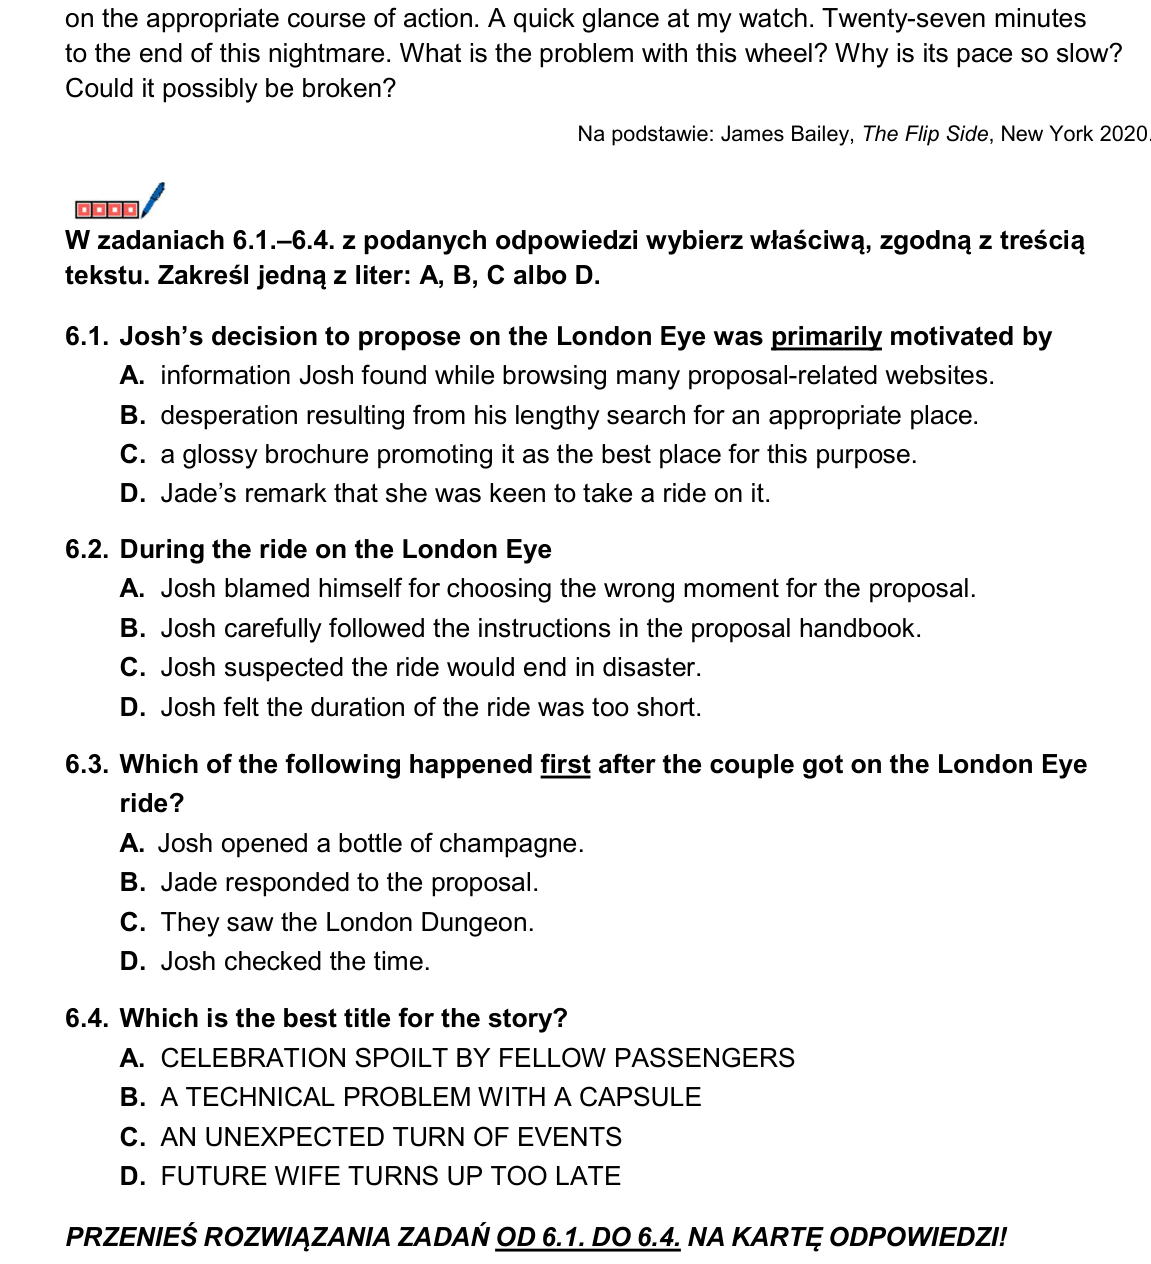 on the appropriate course of action. A quick glance at my watch. Twenty-seven minutes
to the end of this nightmare. What is the problem with this wheel? Why is its pace so slow?
Could it possibly be broken?
Na podstawie: James Bailey, The Flip Side, New York 2020.
W zadaniach 6.1.–6.4. z podanych odpowiedzi wybierz właściwą, zgodną z treścią
tekstu. Zakreśl jedną z liter: A, B, C albo D.
6.1. Josh’s decision to propose on the London Eye was primarily motivated by
A. information Josh found while browsing many proposal-related websites.
B. desperation resulting from his lengthy search for an appropriate place.
C. a glossy brochure promoting it as the best place for this purpose.
D. Jade’s remark that she was keen to take a ride on it.
6.2. During the ride on the London Eye
A. Josh blamed himself for choosing the wrong moment for the proposal.
B. Josh carefully followed the instructions in the proposal handbook.
C. Josh suspected the ride would end in disaster.
D. Josh felt the duration of the ride was too short.
6.3. Which of the following happened first after the couple got on the London Eye
ride?
A. Josh opened a bottle of champagne.
B. Jade responded to the proposal.
C. They saw the London Dungeon.
D. Josh checked the time.
6.4. Which is the best title for the story?
A. CELEBRATION SPOILT BY FELLOW PASSENGERS
B. A TECHNICAL PROBLEM WITH A CAPSULE
C. AN UNEXPECTED TURN OF EVENTS
D. FUTURE WIFE TURNS UP TOO LATE
PRZENIEŚ ROZWIĄZANIA ZADAŃ OD 6.1. DO 6.4. NA KARTĘ ODPOWIEDZI!